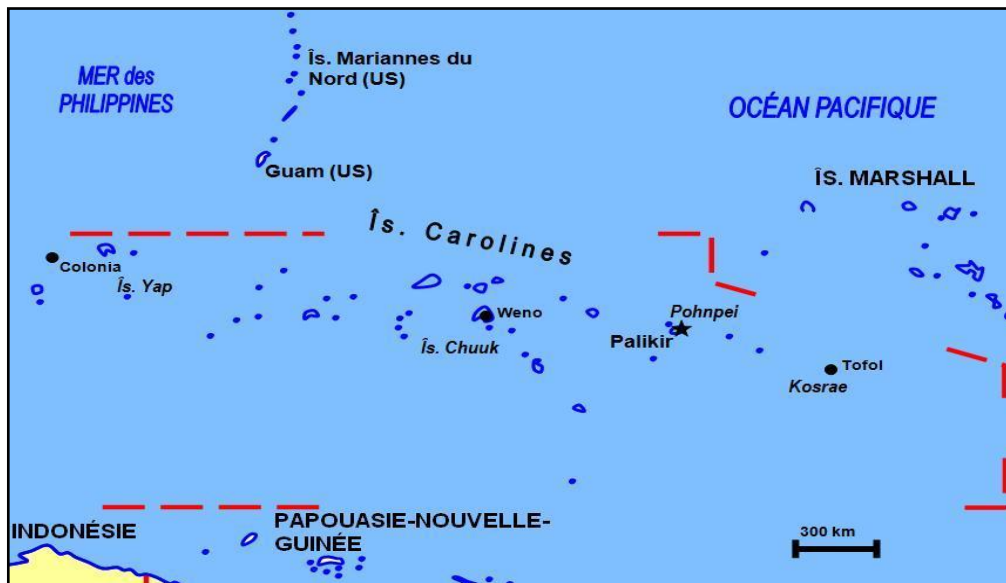 Îs. Mariannes du
Nord (US)
MER des
PHILIPPINES
OCÉAN PACIFIQUE
Guam (US)
ÎS. MARSHALL
Îs. Carolines
Colonia
Îs. Yap
Weno
Pohnpei
Palikir
Îs. Chuuk
Tofol
Kosrae
INDONÉSIE
PAPOUASIE-NOUVELLE-
GUINÉE
300 km